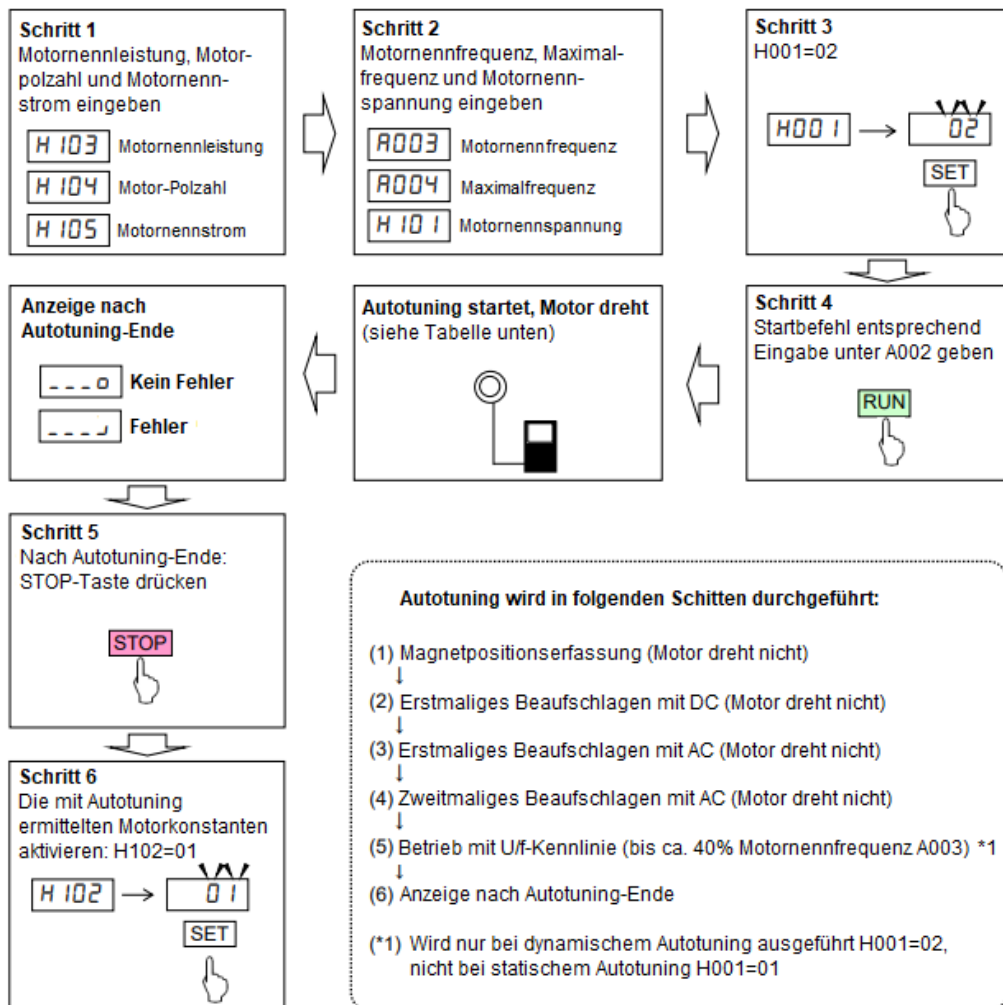 Schritt 1
Motornennleistung, Motor-
polzahl und Motornenn-
strom eingeben
H103 Motornennleistung
H104 Motor-Polzahl
H105 Motornennstrom
Schritt 2
Motornennfrequenz, Maximal-
frequenz und Motornenn-
spannung eingeben
A003 Motornennfrequenz
A004 Maximalfrequenz
H101 Motornennspannung
Schritt 3
H001=02
H001 → 02
SET
Schritt 4
Startbefehl entsprechend
Eingabe unter A002 geben
RUN
Autotuning startet, Motor dreht
(siehe Tabelle unten)
Anzeige nach
Autotuning-Ende
_ _ _ o Kein Fehler
_ _ _ ل Fehler
Schritt 5
Nach Autotuning-Ende:
STOP-Taste drücken
STOP
Schritt 6
Die mit Autotuning
ermittelten Motorkonstanten
aktivieren: H102=01
H102 → 01
SET
Autotuning wird in folgenden Schitten durchgeführt:
(1) Magnetpositionserfassung (Motor dreht nicht)
↓
(2) Erstmaliges Beaufschlagen mit DC (Motor dreht nicht)
↓
(3) Erstmaliges Beaufschlagen mit AC (Motor dreht nicht)
↓
(4) Zweitmaliges Beaufschlagen mit AC (Motor dreht nicht)
↓
(5) Betrieb mit U/f-Kennlinie (bis ca. 40% Motornennfrequenz A003) *1
↓
(6) Anzeige nach Autotuning-Ende
(*1) Wird nur bei dynamischem Autotuning ausgeführt H001=02,
nicht bei statischem Autotuning H001=01